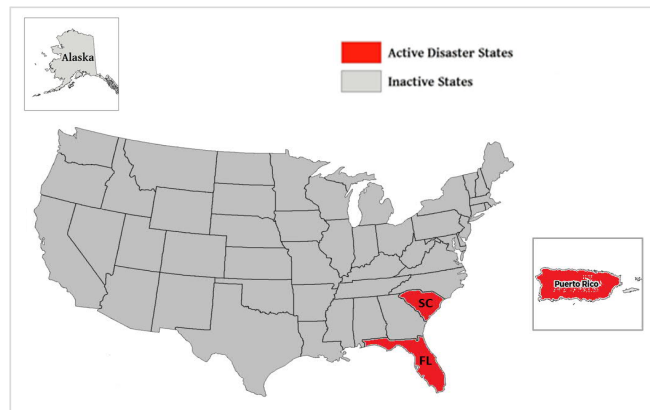 Alaska
Active Disaster States
Inactive States
Puerto Rico
SC
FL